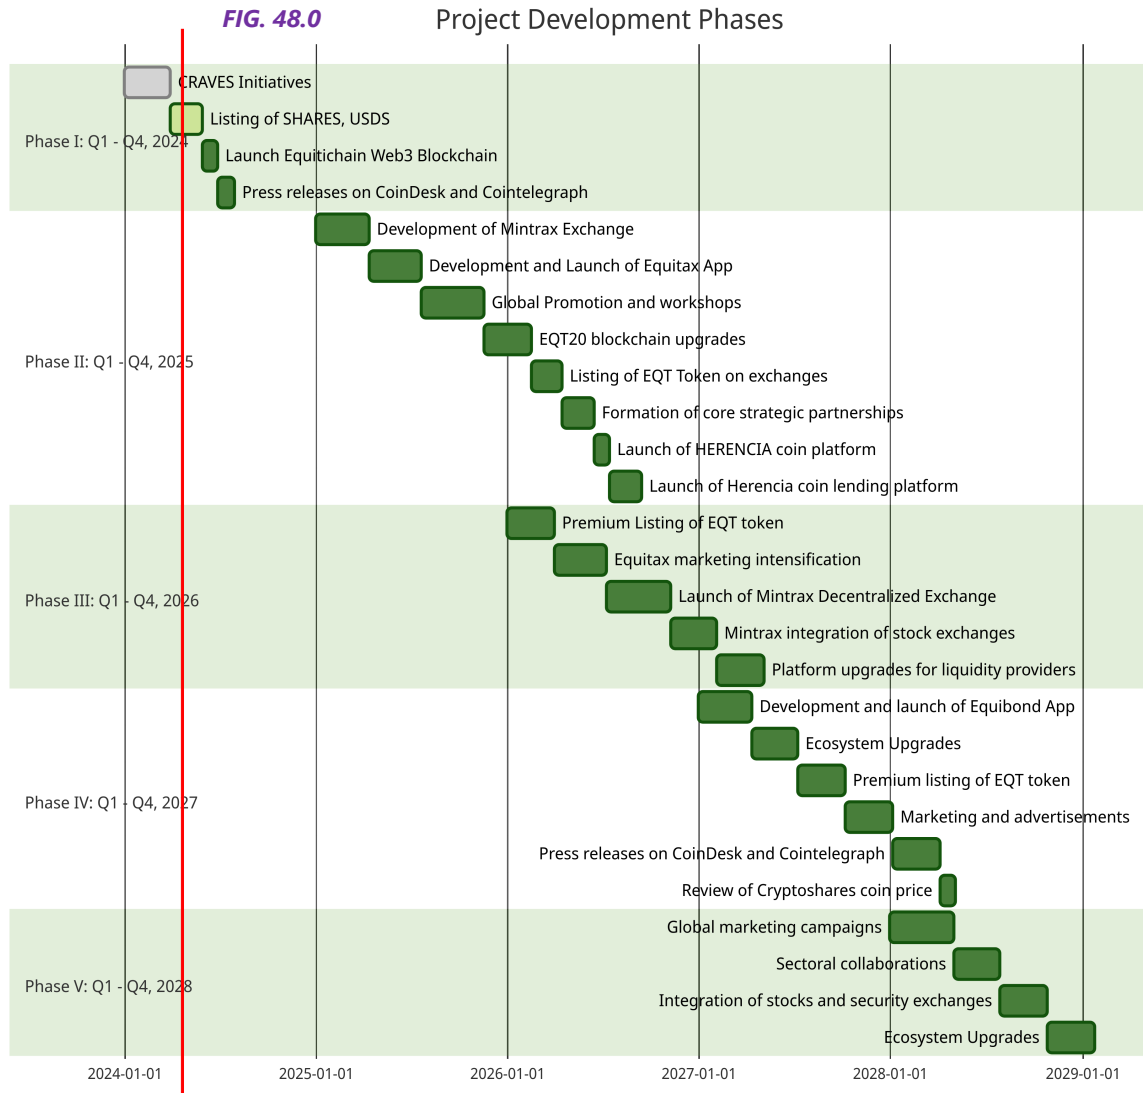 FIG. 48.0
Project Development Phases
CRAVES Initiatives
Listing of SHARES, USDS
Phase I: Q1 - Q4, 2024
Launch Equitichain Web3 Blockchain
Press releases on CoinDesk and Cointelegraph
Development of Mintrax Exchange
Development and Launch of Equitax App
Global Promotion and workshops
EQT20 blockchain upgrades
Phase II: Q1 - Q4, 2025
Listing of EQT Token on exchanges
Formation of core strategic partnerships
Launch of HERENCIA coin platform
Launch of Herencia coin lending platform
Premium Listing of EQT token
Equitax marketing intensification
Launch of Mintrax Decentralized Exchange
Phase III: Q1 - Q4, 2026
Mintrax integration of stock exchanges
Platform upgrades for liquidity providers
Development and launch of Equibond App
Ecosystem Upgrades
Premium listing of EQT token
Phase IV: Q1 - Q4, 2027
Marketing and advertisements
Press releases on CoinDesk and Cointelegraph
Review of Cryptoshares coin price
Global marketing campaigns
Sectoral collaborations
Phase V: Q1 - Q4, 2028
Integration of stocks and security exchanges
Ecosystem Upgrades
2024-01-01
2025-01-01
2026-01-01
2027-01-01
2028-01-01
2029-01-01